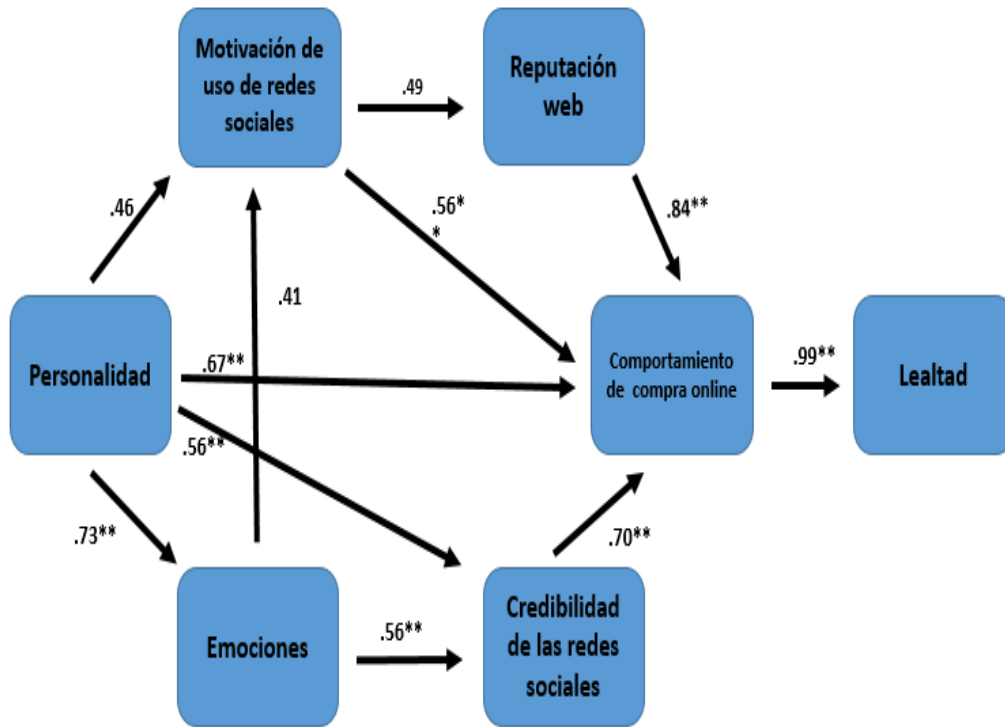 Motivación de
uso de redes
sociales
.49
Reputación
web
.46
.56*
*
.84**
.41
Personalidad
.67**
Comportamiento
de compra online
.99**
Lealtad
.56**
.73**
.70**
Emociones
.56**
Credibilidad
de las redes
sociales